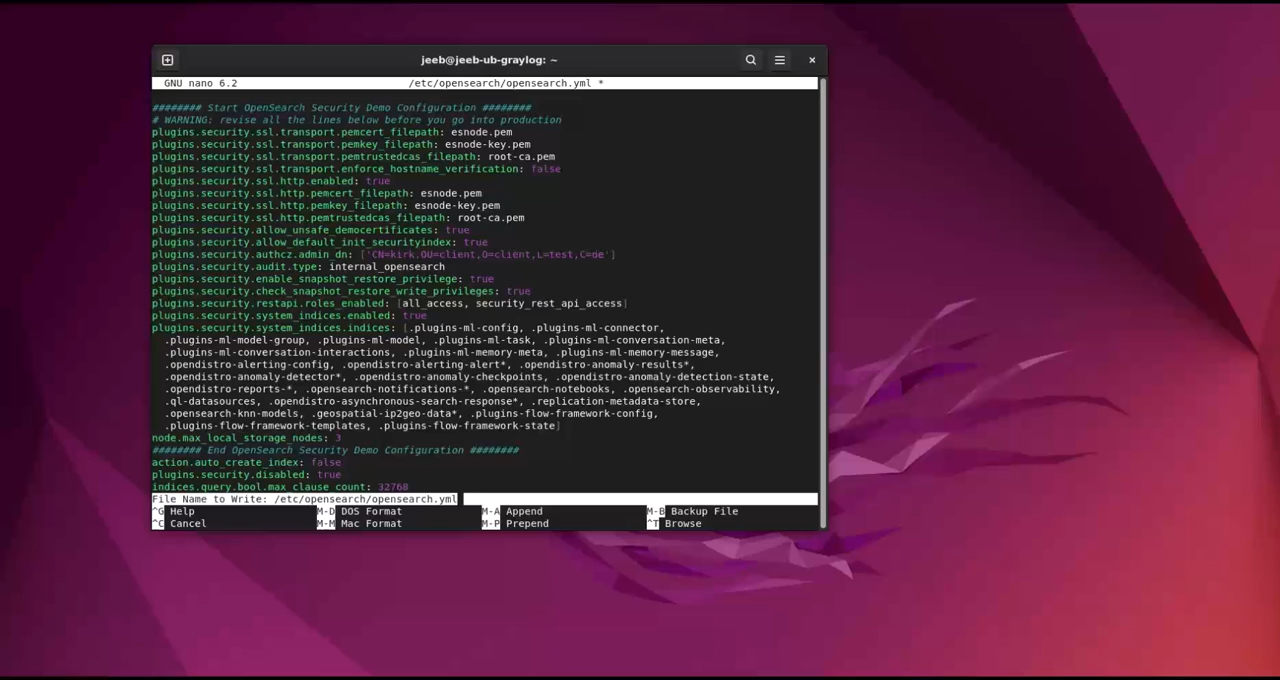 jeeb@jeeb-ub-graylog: ~
GNU nano 6.2 /etc/opensearch/opensearch.yml *
######## Start OpenSearch Security Demo Configuration ########
# WARNING: revise all the lines below before you go into production
plugins.security.ssl.transport.pemcert_filepath: esnode.pem
plugins.security.ssl.transport.pemkey_filepath: esnode-key.pem
plugins.security.ssl.transport.pemtrustedcas_filepath: root-ca.pem
plugins.security.ssl.transport.enforce_hostname_verification: false
plugins.security.ssl.http.enabled: true
plugins.security.ssl.http.pemcert_filepath: esnode.pem
plugins.security.ssl.http.pemkey_filepath: esnode-key.pem
plugins.security.ssl.http.pemtrustedcas_filepath: root-ca.pem
plugins.security.allow_unsafe_democertificates: true
plugins.security.allow_default_init_securityindex: true
plugins.security.authcz.admin_dn: ['CN=kirk,OU=client,O=client,L=test,C=de']
plugins.security.audit.type: internal_opensearch
plugins.security.enable_snapshot_restore_privilege: true
plugins.security.check_snapshot_restore_write_privileges: true
plugins.security.restapi.roles_enabled: [all_access, security_rest_api_access]
plugins.security.system_indices.enabled: true
plugins.security.system_indices.indices: [.plugins-ml-config, .plugins-ml-connector,
.plugins-ml-model-group, .plugins-ml-model, .plugins-ml-task, .plugins-ml-conversation-meta,
.plugins-ml-conversation-interactions, .plugins-ml-memory-meta, .plugins-ml-memory-message,
.opendistro-alerting-config, .opendistro-alerting-alert*, .opendistro-anomaly-results*,
.opendistro-anomaly-detector*, .opendistro-anomaly-checkpoints, .opendistro-anomaly-detection-state,
.opendistro-reports-*, .opensearch-notifications-*, .opensearch-notebooks, .opensearch-observability,
.ql-datasources, .opendistro-asynchronous-search-response*, .replication-metadata-store,
.opensearch-knn-models, .geospatial-ip2geo-data*, .plugins-flow-framework-config,
.plugins-flow-framework-templates, .plugins-flow-framework-state]
node.max_local_storage_nodes: 3
######## End OpenSearch Security Demo Configuration ########
action.auto_create_index: false
plugins.security.disabled: true
indices.query.bool.max_clause_count: 32768
File Name to Write: /etc/opensearch/opensearch.yml
^G Help M-D DOS Format M-A Append M-B Backup File
^C Cancel M-M Mac Format M-P Prepend ^T Browse